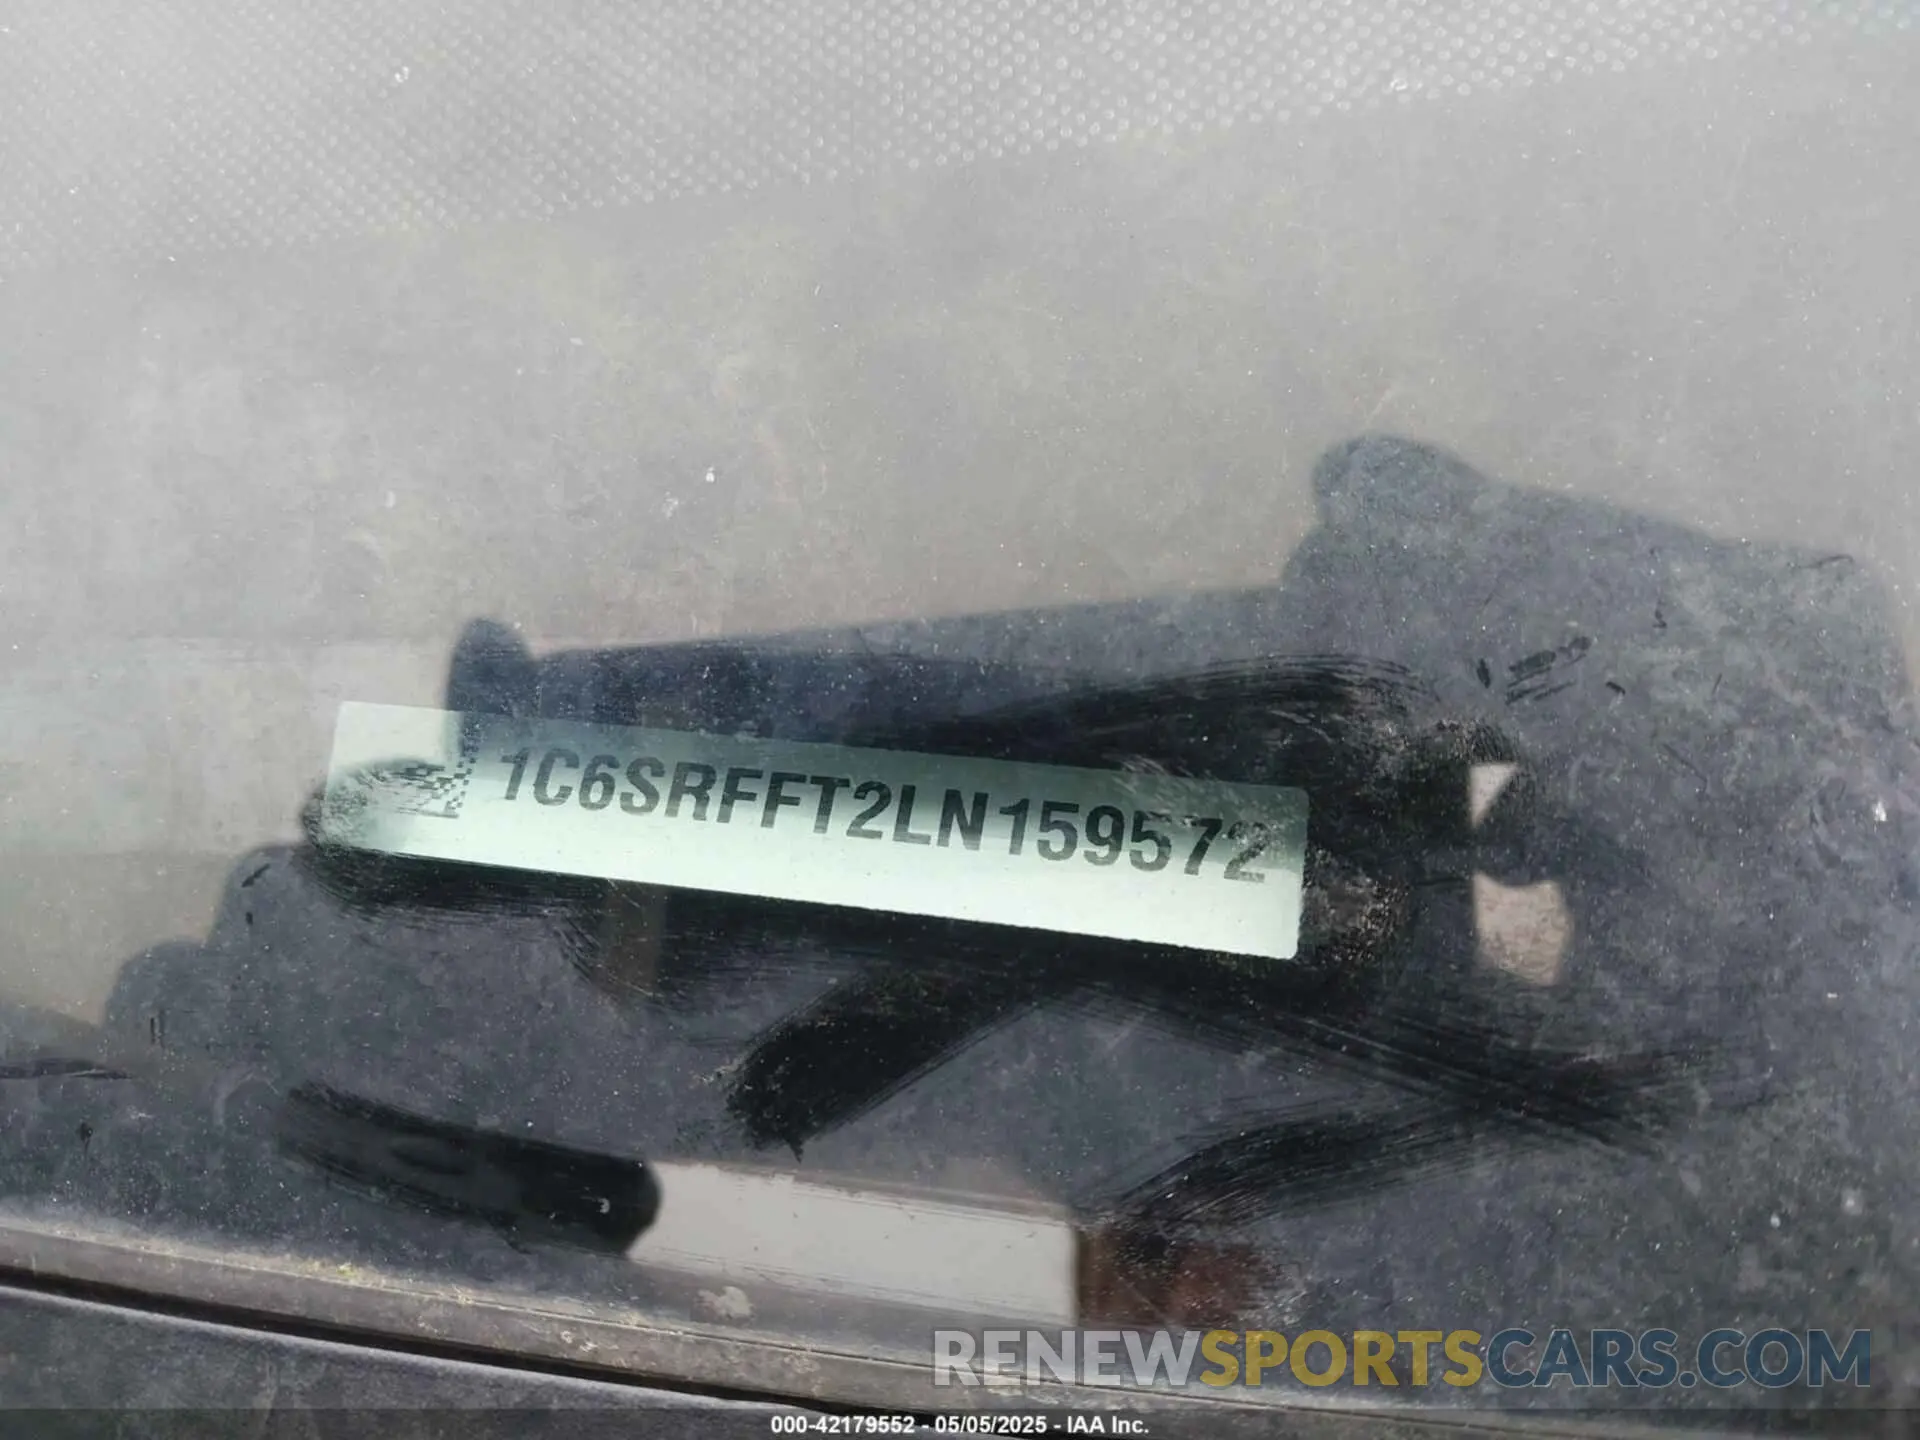 1C6SRFFT2LN159572
RENEWSPORTSCARS.COM
000-42179552 - 05/05/2025 - IAA Inc.